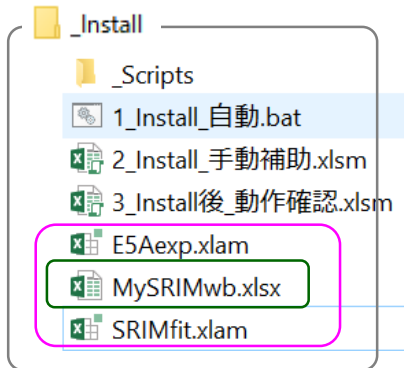 _Install
_Scripts
1_Install_自動.bat
2_Install_手動補助.xlsm
3_Install後_動作確認.xlsm
E5Aexp.xlam
MySRIMwb.xlsx
SRIMfit.xlam